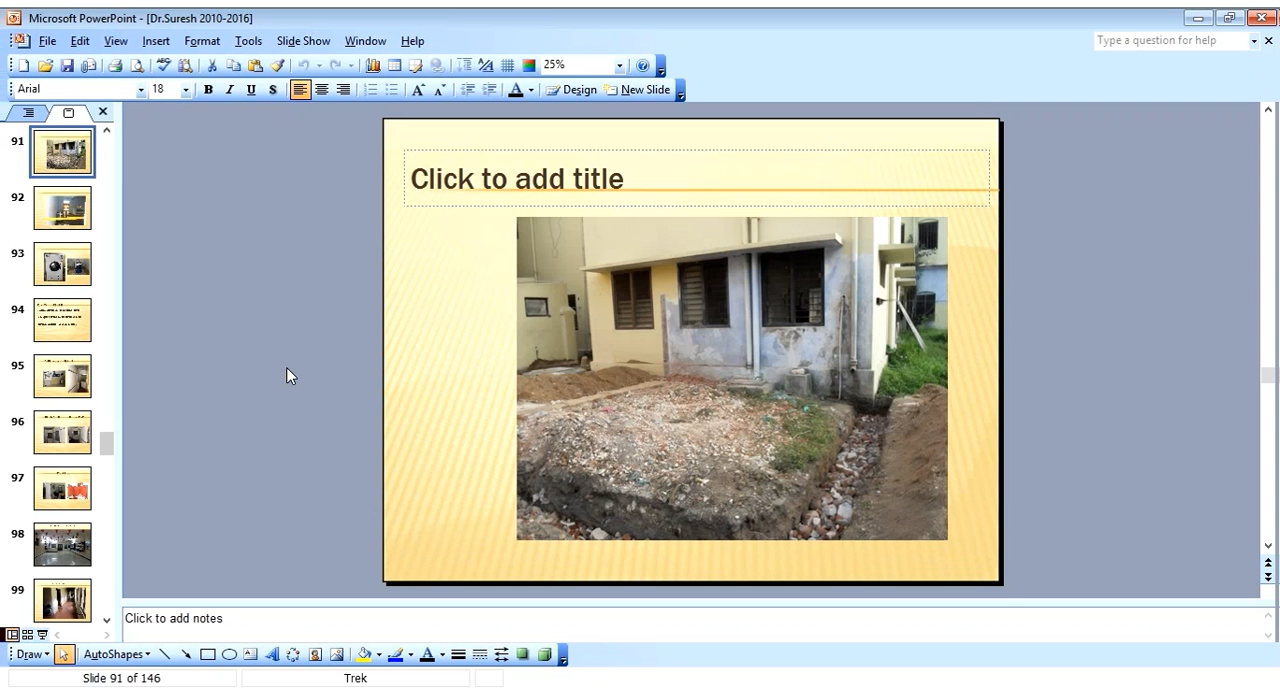 Microsoft PowerPoint - [Dr.Suresh 2010-2016]
File Edit View Insert Format Tools Slide Show Window Help
Type a question for help
25%
Arial 18 B I U S A A A Design New Slide
91
92
93
94
95
96
97
98
99
Click to add title
Click to add notes
Draw AutoShapes A A
Slide 91 of 146 Trek